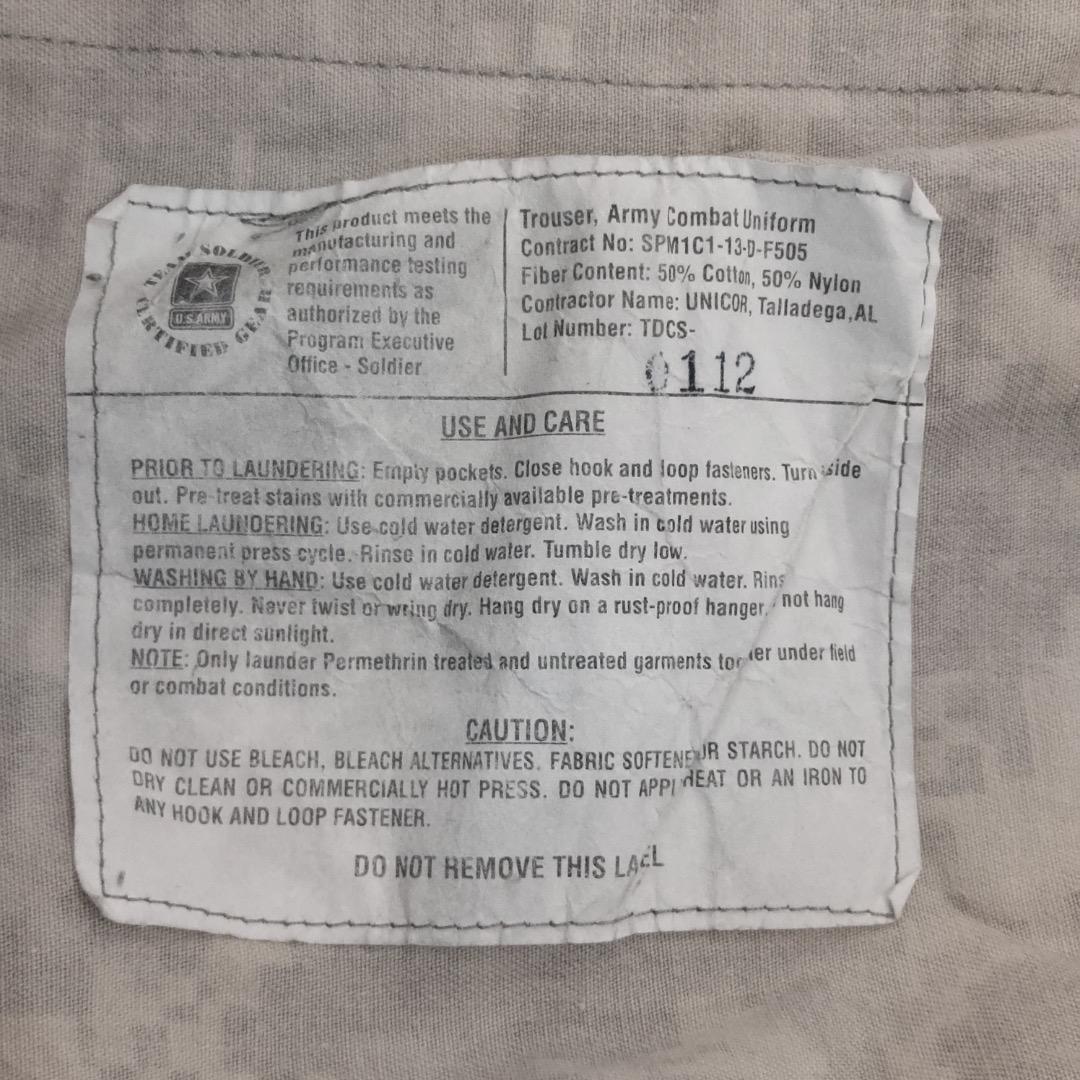 TEAM SOLDIER
CERTIFIED GEAR
U.S. ARMY
This product meets the
manufacturing and
performance testing
requirements as
authorized by the
Program Executive
Office - Soldier
Trouser, Army Combat Uniform
Contract No: SPM1C1-13-D-F505
Fiber Content: 50% Cotton, 50% Nylon
Contractor Name: UNICOR, Talladega, AL
Lot Number: TDCS-
0112
USE AND CARE
PRIOR TO LAUNDERING: Empty pockets. Close hook and loop fasteners. Turn side
out. Pre-treat stains with commercially available pre-treatments.
HOME LAUNDERING: Use cold water detergent. Wash in cold water using
permanent press cycle. Rinse in cold water. Tumble dry low.
WASHING BY HAND: Use cold water detergent. Wash in cold water. Rins
completely. Never twist or wring dry. Hang dry on a rust-proof hanger. not hang
dry in direct sunlight.
NOTE: Only launder Permethrin treated and untreated garments under field
or combat conditions.
CAUTION:
DO NOT USE BLEACH, BLEACH ALTERNATIVES. FABRIC SOFTENE R STARCH. DO NOT
DRY CLEAN OR COMMERCIALLY HOT PRESS. DO NOT APPL HEAT OR AN IRON TO
ANY HOOK AND LOOP FASTENER.
DO NOT REMOVE THIS LA L